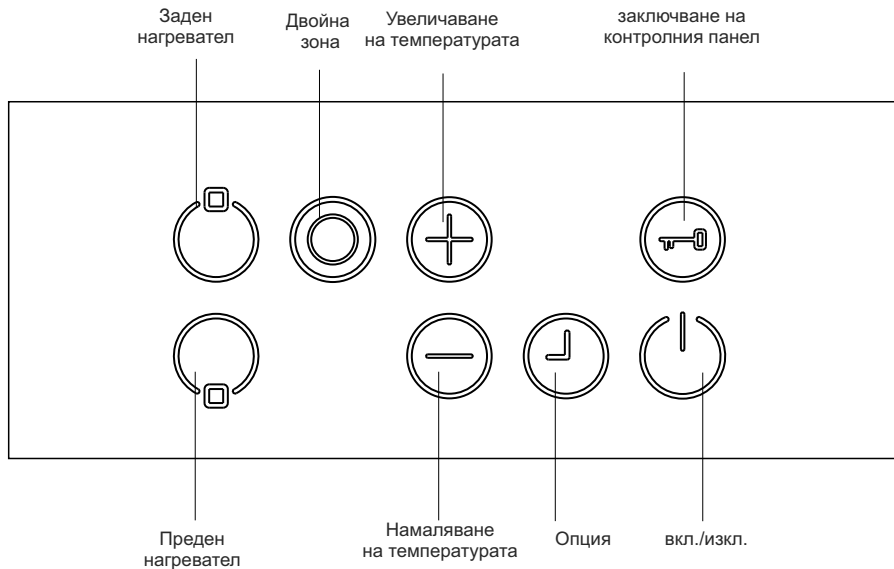 Заден
нагревател
Двойна
зона
Увеличаване
на температурата
заключване на
контролния панел
Преден
нагревател
Намаляване
на температурата
Опция
вкл./изкл.